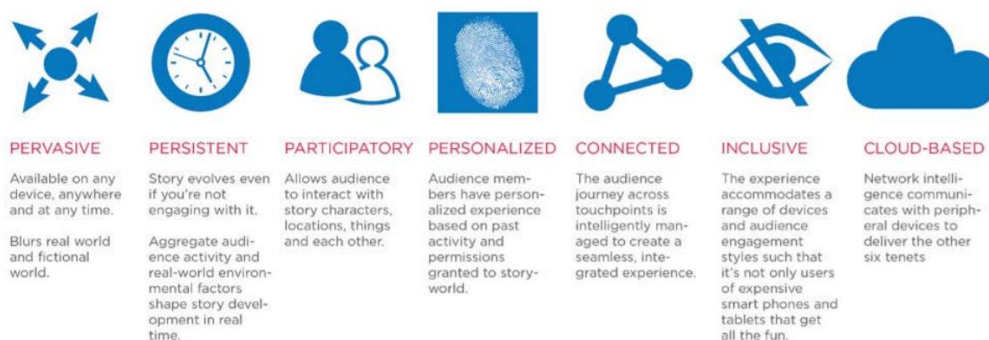 PERVASIVE
Available on any
device, anywhere
and at any time.
Blurs real world
and fictional
world.
PERSISTENT
Story evolves even
if you're not
engaging with it.
Aggregate audi-
ence activity and
real-world environ-
mental factors
shape story devel-
opment in real
time.
PARTICIPATORY
Allows audience
to interact with
story characters,
locations, things
and each other.
PERSONALIZED
Audience mem-
bers have person-
alized experience
based on past
activity and
permissions
granted to story-
world.
CONNECTED
The audience
journey across
touchpoints is
intelligently man-
aged to create a
seamless, inte-
grated experience.
INCLUSIVE
The experience
accommodates a
range of devices
and audience
engagement
styles such that
it's not only users
of expensive
smart phones and
tablets that get
all the fun.
CLOUD-BASED
Network intelli-
gence communi-
cates with periph-
eral devices to
deliver the other
six tenets